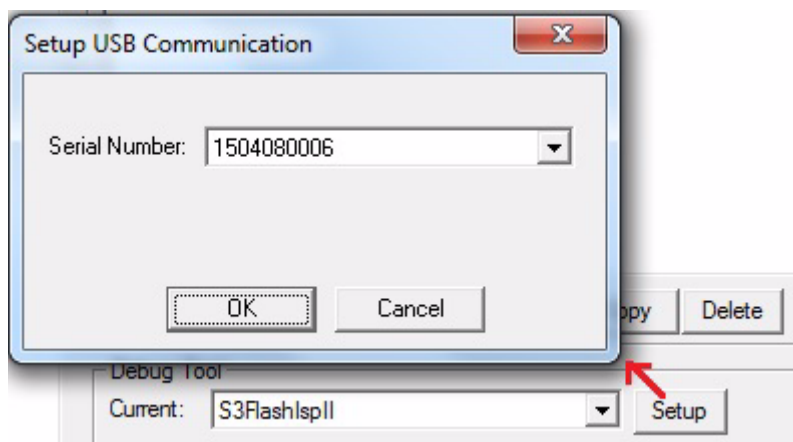 Setup USB Communication
Serial Number: 1504080006
OK Cancel
Delete
Debug Tool
Current: S3FlashIspII Setup